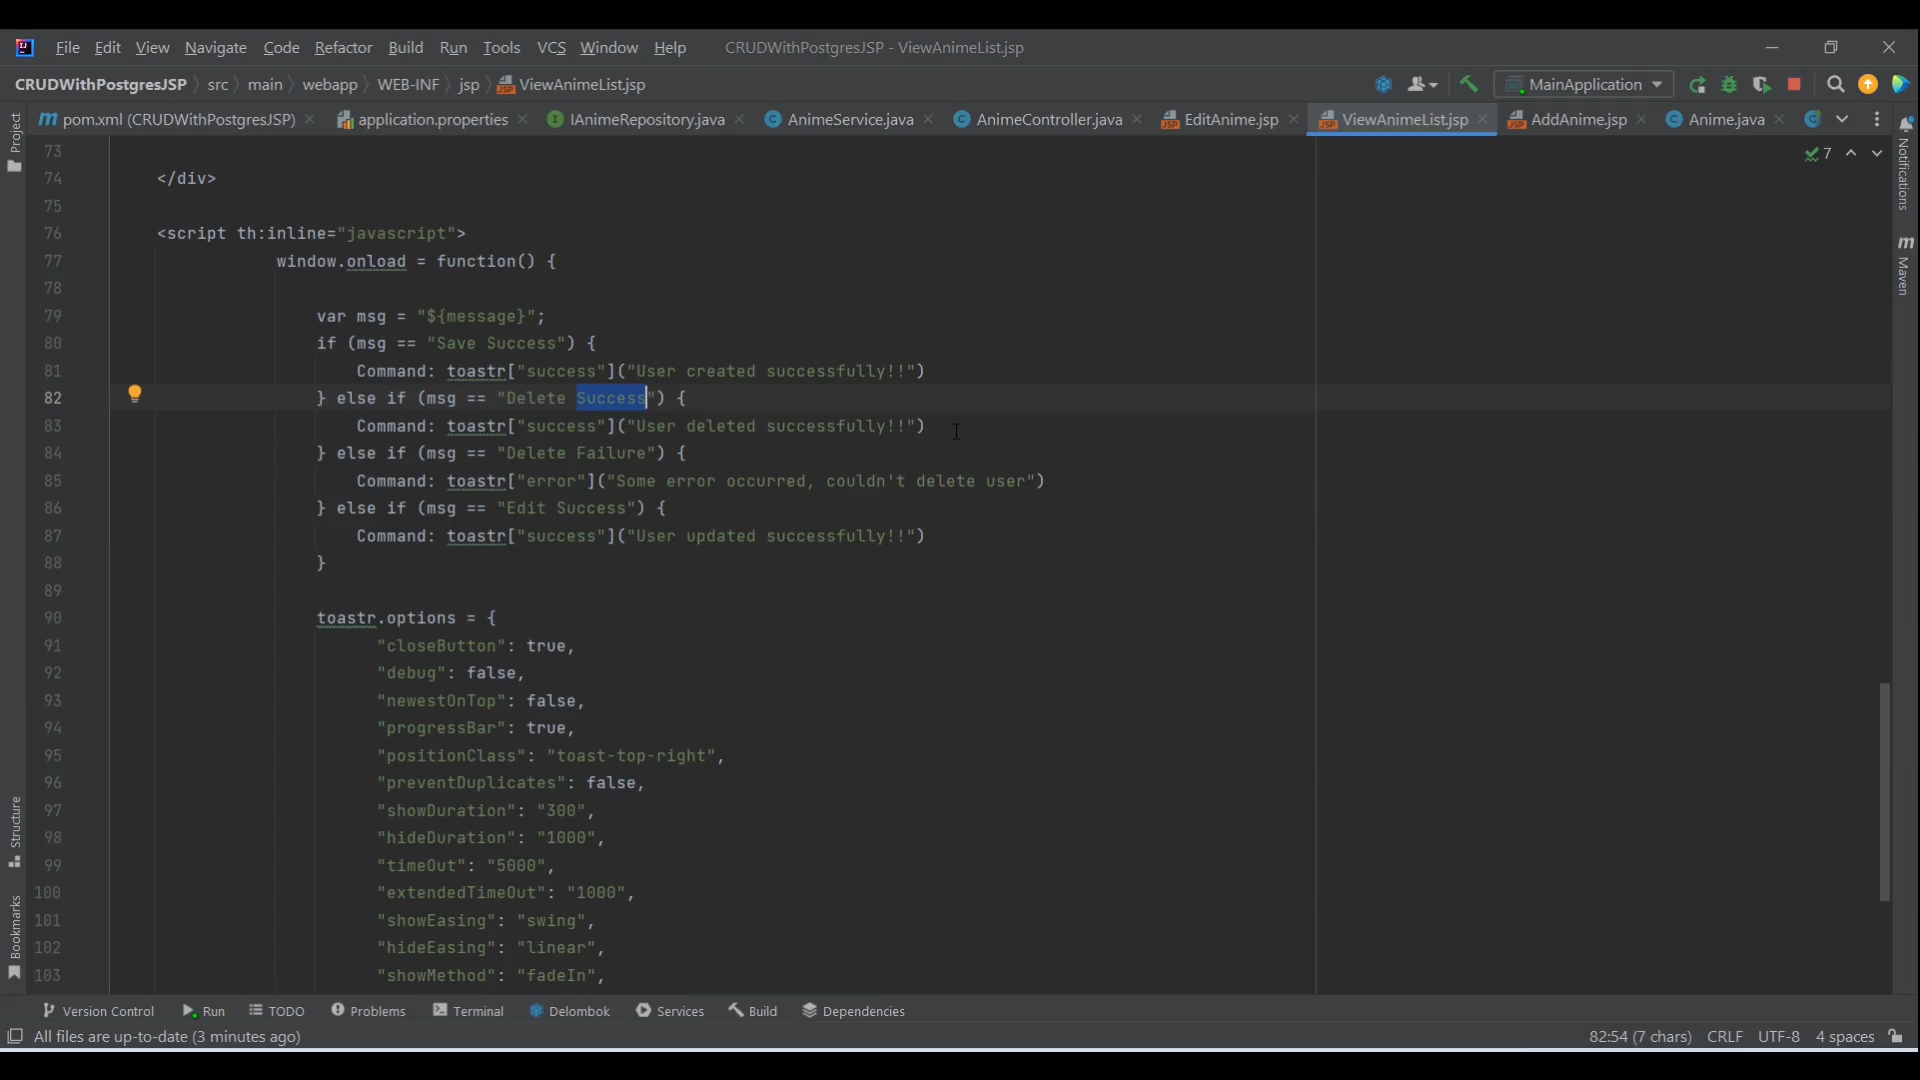 File Edit View Navigate Code Refactor Build Run Tools VCS Window Help CRUDWithPostgresJSP - ViewAnimeList.jsp
CRUDWithPostgresJSP src main webapp WEB-INF jsp ViewAnimeList.jsp MainApplication
pom.xml (CRUDWithPostgresJSP) application.properties IAnimeRepository.java AnimeService.java AnimeController.java EditAnime.jsp ViewAnimeList.jsp AddAnime.jsp Anime.java
Project
Structure
Bookmarks
7
73
74 </div>
75
76 <script th:inline="javascript">
77 window.onload = function() {
78
79 var msg = "${message}";
80 if (msg == "Save Success") {
81 Command: toastr["success"]("User created successfully!!")
82 } else if (msg == "Delete Success") {
83 Command: toastr["success"]("User deleted successfully!!")
84 } else if (msg == "Delete Failure") {
85 Command: toastr["error"]("Some error occurred, couldn't delete user")
86 } else if (msg == "Edit Success") {
87 Command: toastr["success"]("User updated successfully!!")
88 }
89
90 toastr.options = {
91 "closeButton": true,
92 "debug": false,
93 "newestOnTop": false,
94 "progressBar": true,
95 "positionClass": "toast-top-right",
96 "preventDuplicates": false,
97 "showDuration": "300",
98 "hideDuration": "1000",
99 "timeOut": "5000",
100 "extendedTimeOut": "1000",
101 "showEasing": "swing",
102 "hideEasing": "linear",
103 "showMethod": "fadeIn",
Notifications
Maven
Version Control Run TODO Problems Terminal Delombok Services Build Dependencies
All files are up-to-date (3 minutes ago) 82:54 (7 chars) CRLF UTF-8 4 spaces